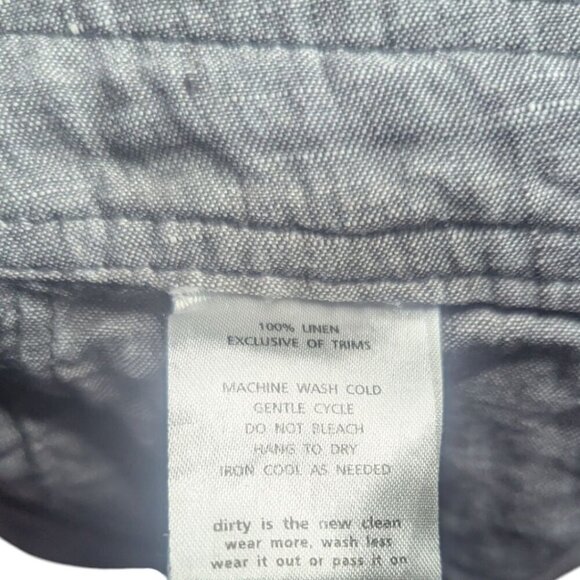 100% LINEN
EXCLUSIVE OF TRIMS
MACHINE WASH COLD
GENTLE CYCLE
DO NOT BLEACH
HANG TO DRY
IRON COOL AS NEEDED
dirty is the new clean
wear more, wash less
wear it out or pass it on